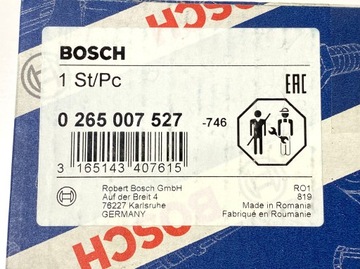 BOSCH
1 St/Pc
EAC
0 265 007 527 -746
3 165143 407615
Robert Bosch GmbH
Auf der Breit 4
76227 Karlsruhe
GERMANY
RO1
819
Made in Romania
Fabriqué en Roumanie
BOSCH